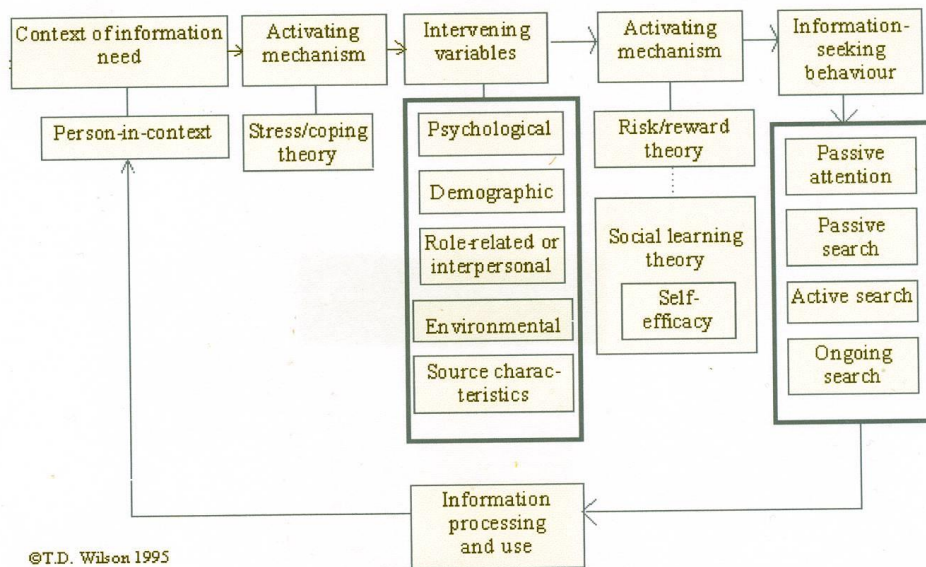 Context of information
need
Activating
mechanism
Intervening
variables
Activating
mechanism
Information-
seeking
behaviour
Person-in-context
Stress/coping
theory
Psychological
Demographic
Role-related or
interpersonal
Environmental
Source charac-
teristics
Risk/reward
theory
Social learning
theory
Self-
efficacy
Passive
attention
Passive
search
Active search
Ongoing
search
Information
processing
and use
©T.D. Wilson 1995